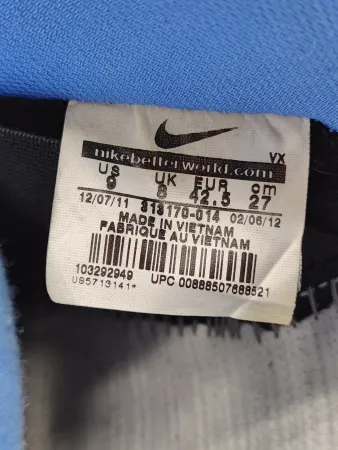 VX
nikebetterworld.com
US UK EUR cm
9 8 42.5 27
12/07/11 313170-014 02/06/12
MADE IN VIETNAM
FABRIQUE AU VIETNAM
103292949 UPC 00888507688521
US5713141*